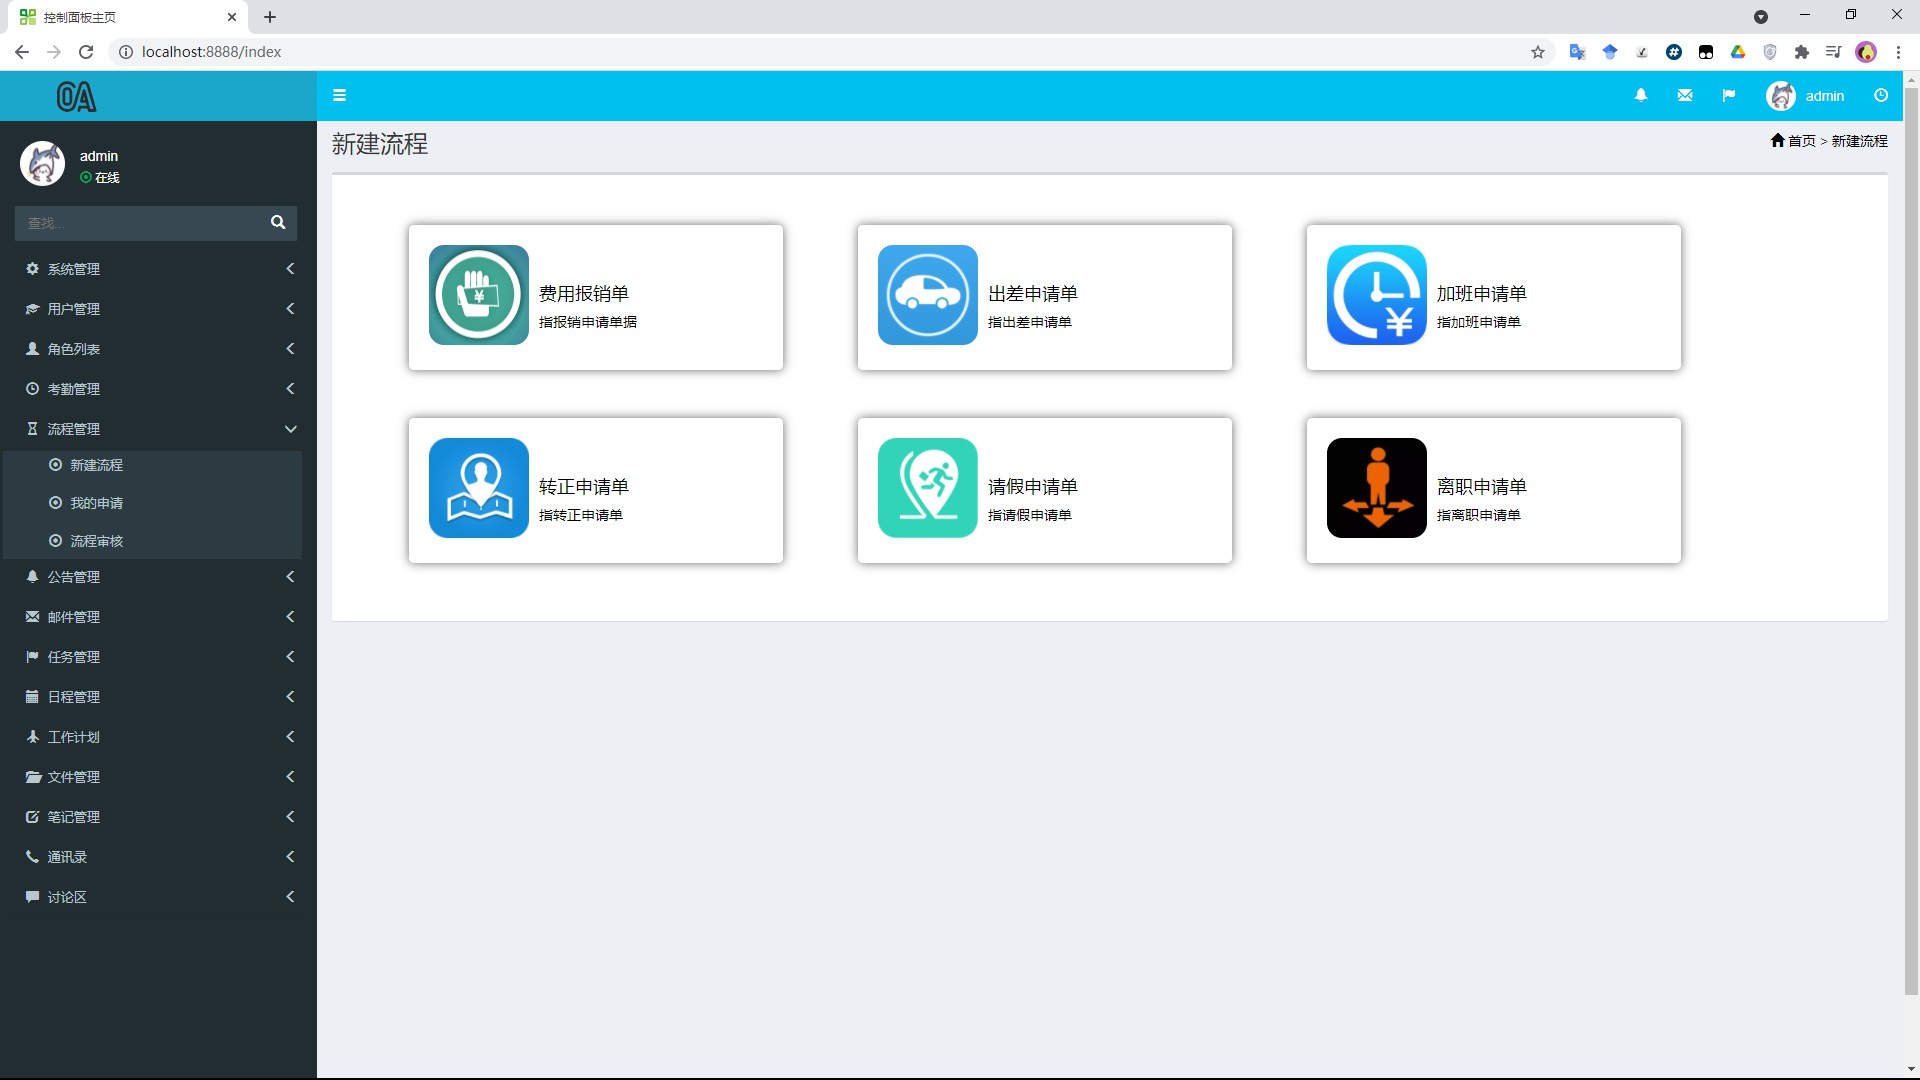 控制面板主页
localhost:8888/index
OA
admin
admin
在线
查找...
系统管理
用户管理
角色列表
考勤管理
流程管理
新建流程
我的申请
流程审核
公告管理
邮件管理
任务管理
日程管理
工作计划
文件管理
笔记管理
通讯录
讨论区
新建流程
首页 > 新建流程
费用报销单
指报销申请单据
出差申请单
指出差申请单
加班申请单
指加班申请单
转正申请单
指转正申请单
请假申请单
指请假申请单
离职申请单
指离职申请单